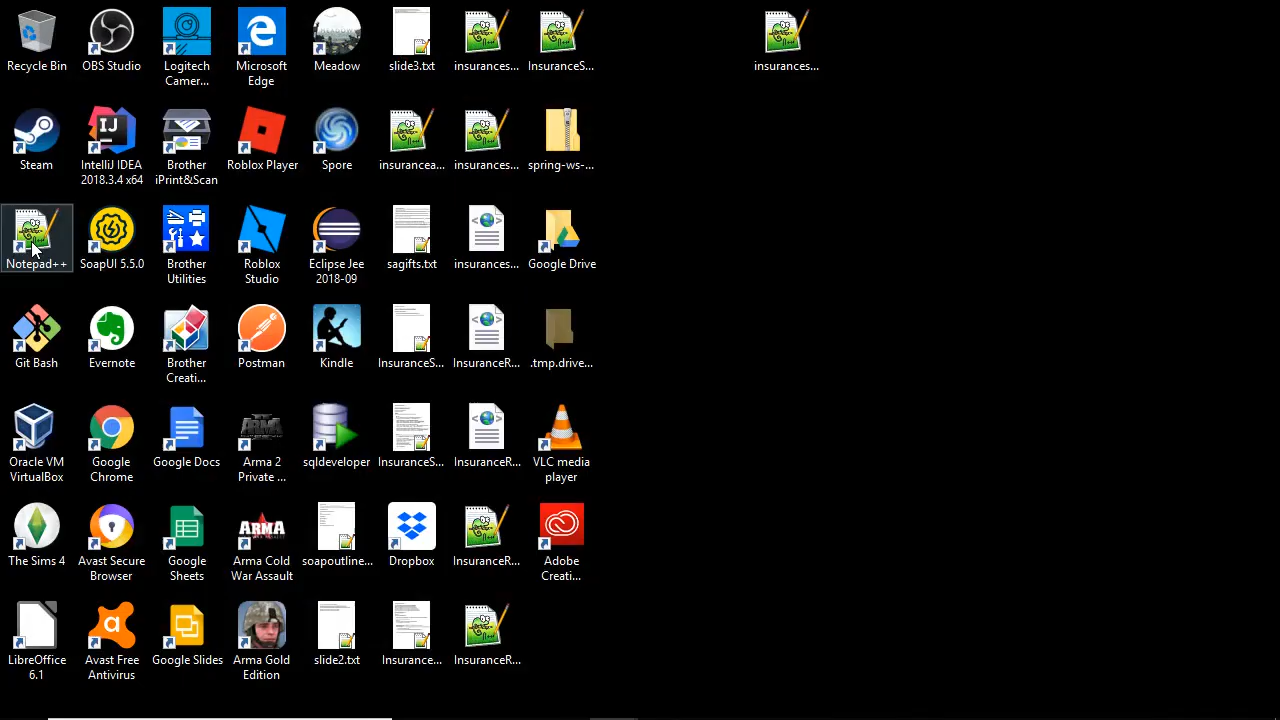 Recycle Bin
OBS Studio
Logitech
Camer...
Microsoft
Edge
Meadow
slide3.txt
insurances...
InsuranceS...
insurances...
Steam
IntelliJ IDEA
2018.3.4 x64
Brother
iPrint&Scan
Roblox Player
Spore
insurancea...
insurances...
spring-ws-...
Notepad++
SoapUI 5.5.0
Brother
Utilities
Roblox
Studio
Eclipse Jee
2018-09
sagifts.txt
insurances...
Google Drive
Git Bash
Evernote
Brother
Creati...
Postman
Kindle
InsuranceS...
InsuranceR...
.tmp.drive...
Oracle VM
VirtualBox
Google
Chrome
Google Docs
Arma 2
Private ...
sqldeveloper
InsuranceS...
InsuranceR...
VLC media
player
The Sims 4
Avast Secure
Browser
Google
Sheets
Arma Cold
War Assault
soapoutline...
Dropbox
InsuranceR...
Adobe
Creati...
LibreOffice
6.1
Avast Free
Antivirus
Google Slides
Arma Gold
Edition
slide2.txt
Insurance...
InsuranceR...